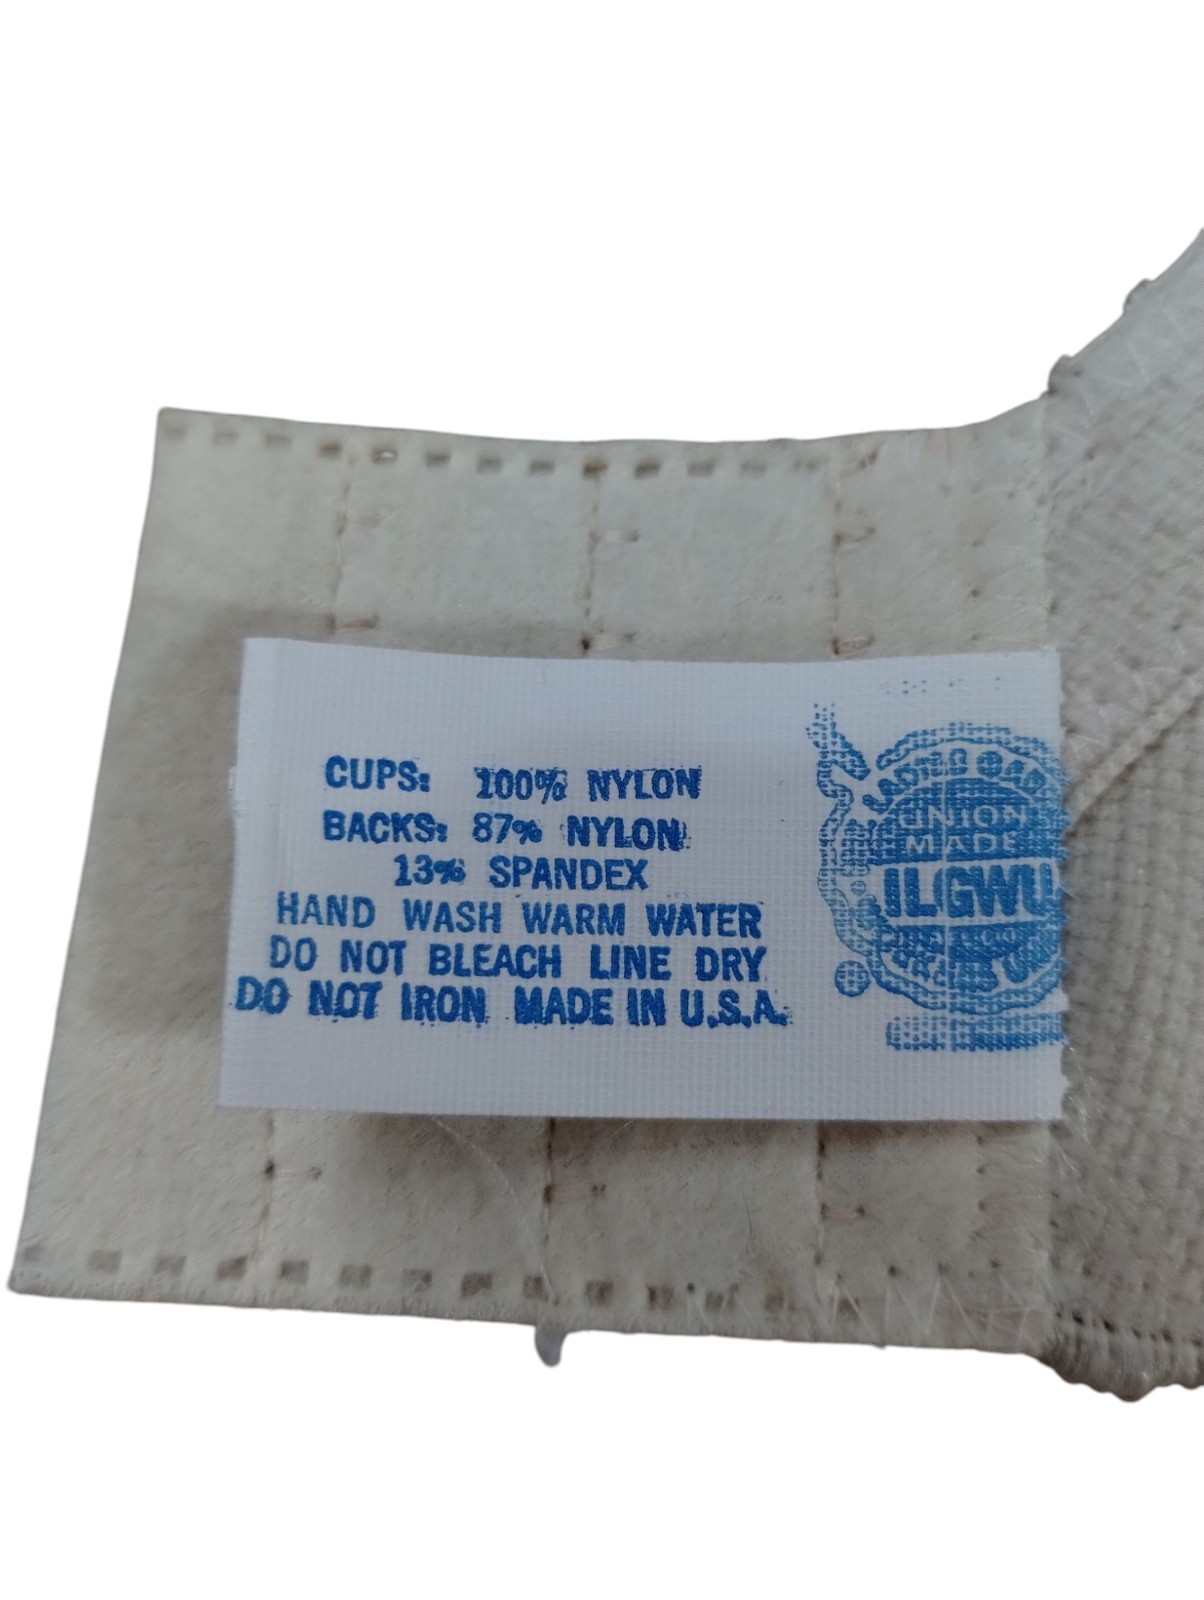 CUPS: 100% NYLON
BACKS: 87% NYLON
13% SPANDEX
HAND WASH WARM WATER
DO NOT BLEACH LINE DRY
DO NOT IRON MADE IN U.S.A.
UNION
MADE
ILGWU